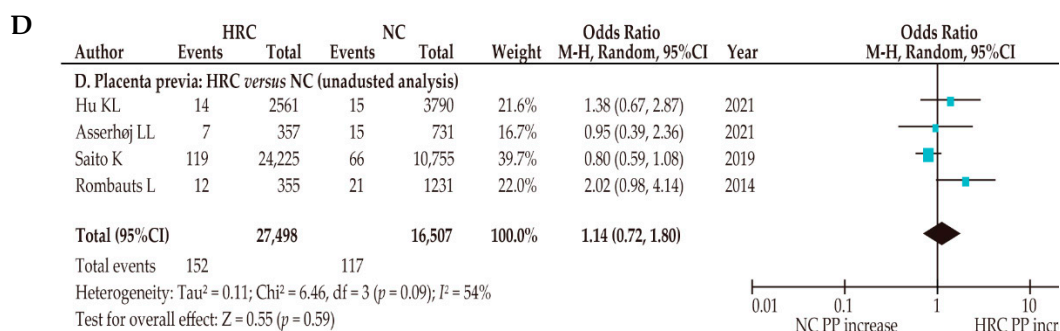 D
HRC NC Odds Ratio Odds Ratio
Author Events Total Events Total Weight M-H, Random, 95%CI Year M-H, Random, 95%CI
D. Placenta previa: HRC versus NC (unadusted analysis)
Hu KL 14 2561 15 3790 21.6% 1.38 (0.67, 2.87) 2021
Asserhøj LL 7 357 15 731 16.7% 0.95 (0.39, 2.36) 2021
Saito K 119 24,225 66 10,755 39.7% 0.80 (0.59, 1.08) 2019
Rombauts L 12 355 21 1231 22.0% 2.02 (0.98, 4.14) 2014
Total (95%CI) 27,498 16,507 100.0% 1.14 (0.72, 1.80)
Total events 152 117
Heterogeneity: Tau² = 0.11; Chi² = 6.46, df = 3 (p = 0.09); I² = 54%
Test for overall effect: Z = 0.55 (p = 0.59)
0.01 0.1 1 10
NC PP increase HRC PP incre